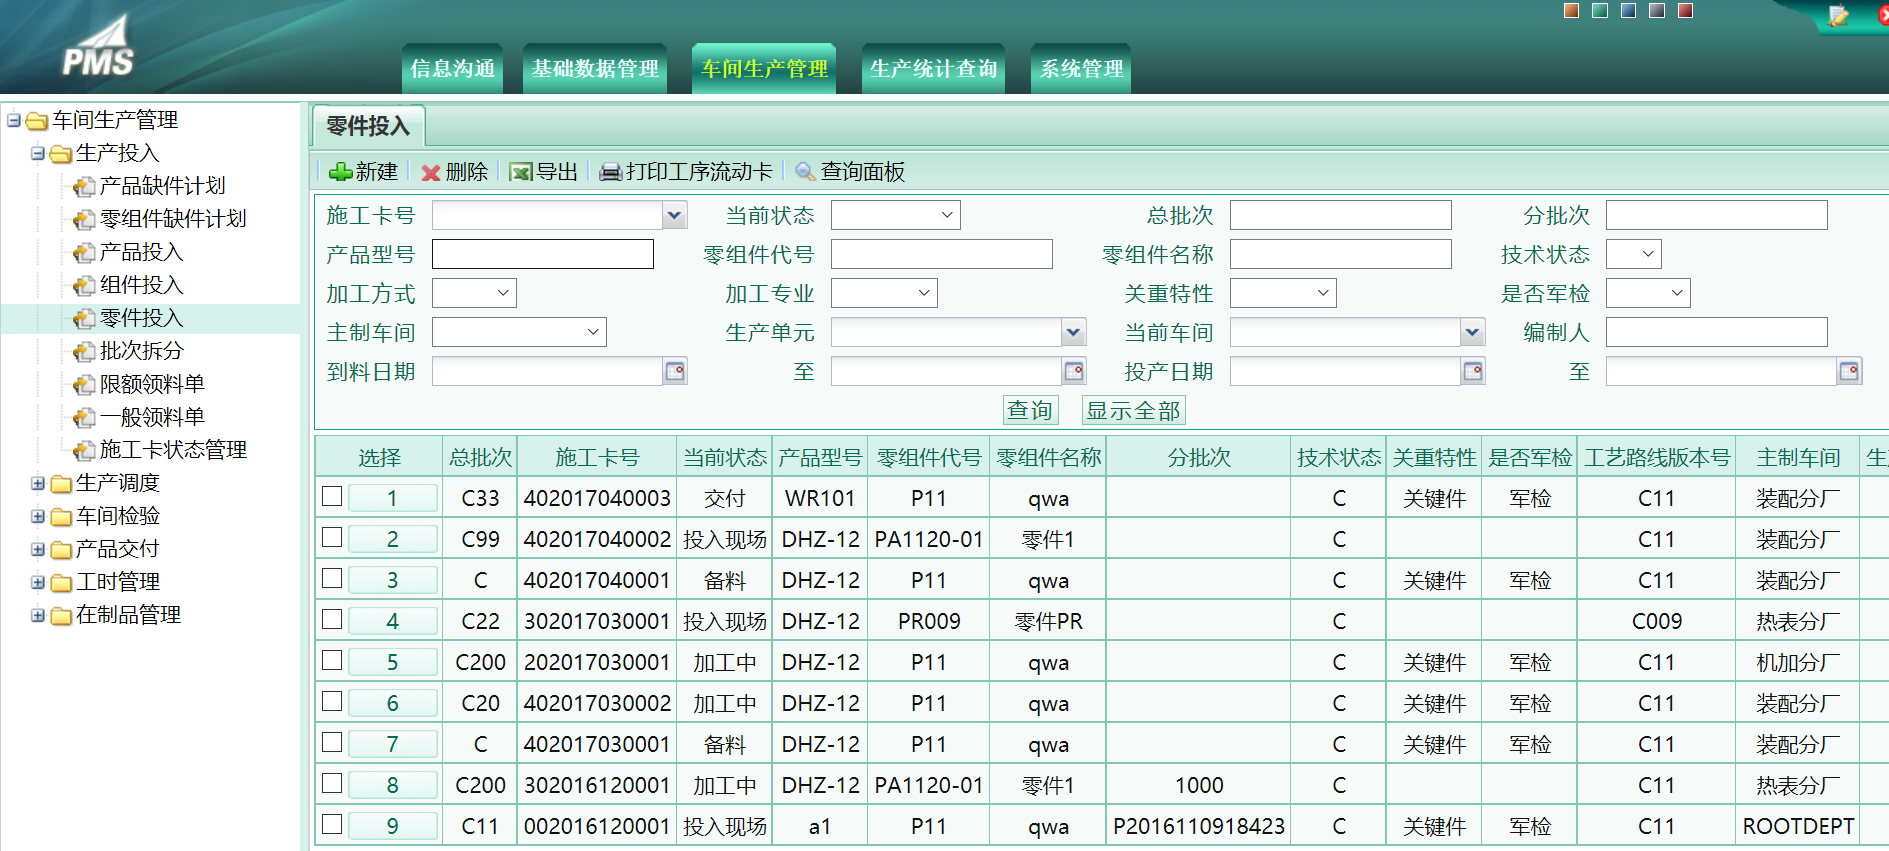 PMS
信息沟通 基础数据管理 车间生产管理 生产统计查询 系统管理
车间生产管理
生产投入
产品缺件计划
零组件缺件计划
产品投入
组件投入
零件投入
批次拆分
限额领料单
一般领料单
施工卡状态管理
生产调度
车间检验
产品交付
工时管理
在制品管理
零件投入
新建 删除 导出 打印工序流动卡 查询面板
施工卡号 当前状态 总批次 分批次
产品型号 零组件代号 零组件名称 技术状态
加工方式 加工专业 关重特性 是否军检
主制车间 生产单元 当前车间 编制人
到料日期 至 投产日期 至
查询 显示全部
选择 总批次 施工卡号 当前状态 产品型号 零组件代号 零组件名称 分批次 技术状态 关重特性 是否军检 工艺路线版本号 主制车间 生
1 C33 402017040003 交付 WR101 P11 qwa C 关键件 军检 C11 装配分厂
2 C99 402017040002 投入现场 DHZ-12 PA1120-01 零件1 C C11 装配分厂
3 C 402017040001 备料 DHZ-12 P11 qwa C 关键件 军检 C11 装配分厂
4 C22 302017030001 投入现场 DHZ-12 PR009 零件PR C C009 热表分厂
5 C200 202017030001 加工中 DHZ-12 P11 qwa C 关键件 军检 C11 机加分厂
6 C20 402017030002 加工中 DHZ-12 P11 qwa C 关键件 军检 C11 装配分厂
7 C 402017030001 备料 DHZ-12 P11 qwa C 关键件 军检 C11 装配分厂
8 C200 302016120001 加工中 DHZ-12 PA1120-01 零件1 1000 C C11 热表分厂
9 C11 002016120001 投入现场 a1 P11 qwa P2016110918423 C 关键件 军检 C11 ROOTDEPT